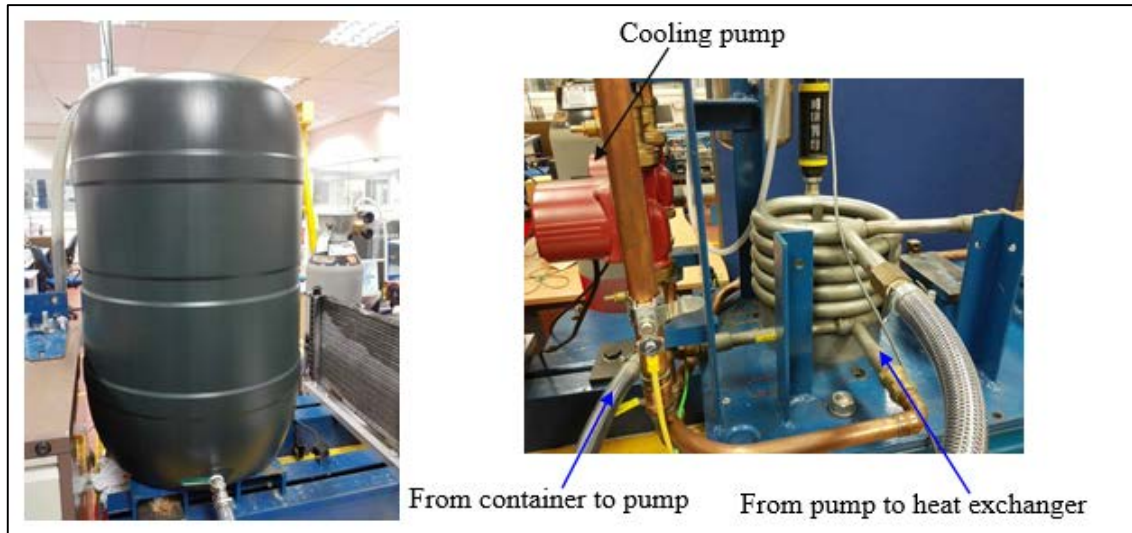 Cooling pump
From container to pump
From pump to heat exchanger